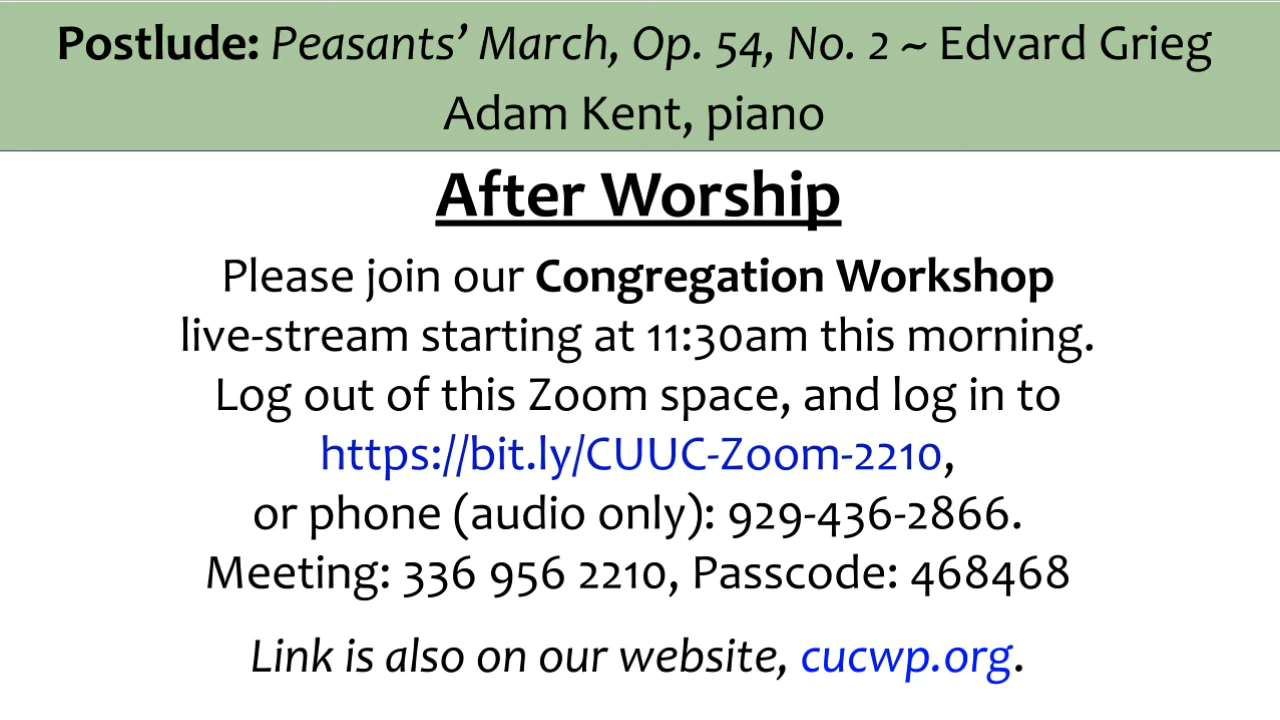 Postlude: Peasants’ March, Op. 54, No. 2 ~ Edvard Grieg
Adam Kent, piano
After Worship
Please join our Congregation Workshop
live-stream starting at 11:30am this morning.
Log out of this Zoom space, and log in to
https://bit.ly/CUUC-Zoom-2210,
or phone (audio only): 929-436-2866.
Meeting: 336 956 2210, Passcode: 468468
Link is also on our website, cucwp.org.